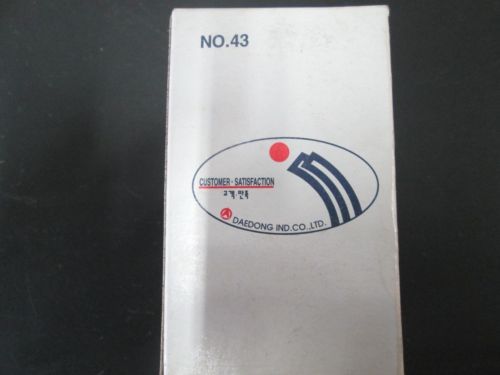 NO.43
CUSTOMER-SATISFACTION
고객.만족
DAEDONG IND.CO.,LTD.